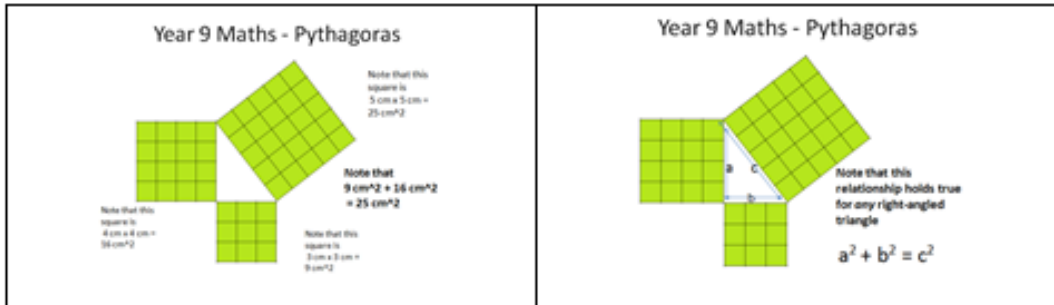 Year 9 Maths - Pythagoras
Note that this
square is
5 cm x 5 cm =
25 cm^2
Note that
9 cm^2 + 16 cm^2
= 25 cm^2
Note that this
square is
4 cm x 4 cm =
16 cm^2
Note that this
square is
3 cm x 3 cm =
9 cm^2
Year 9 Maths - Pythagoras
a
c
b
Note that this
relationship holds true
for any right-angled
triangle
a² + b² = c²